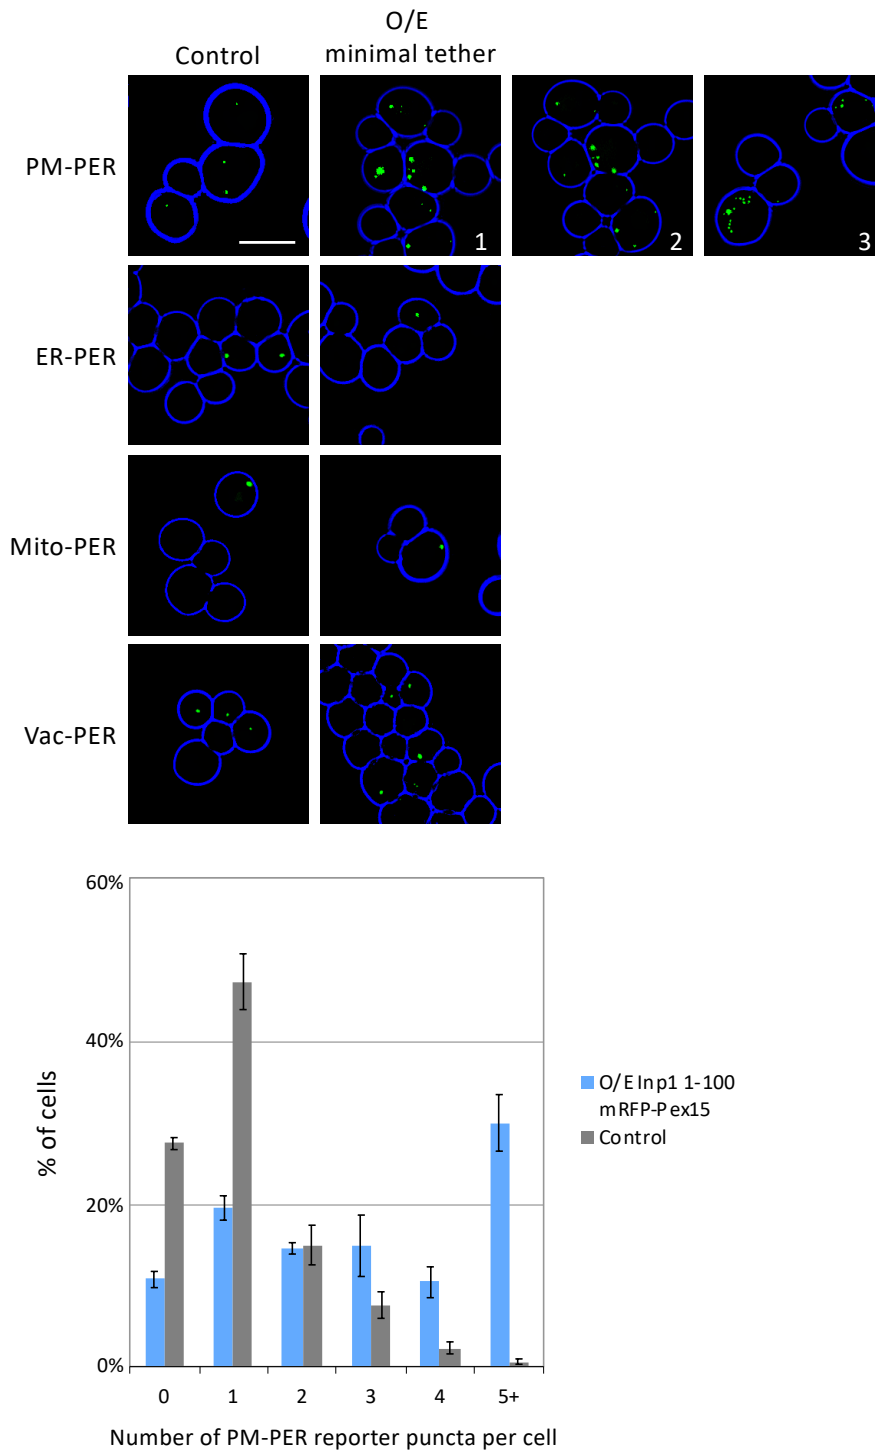 O/E
Control minimal tether
PM-PER
1 2 3
ER-PER
Mito-PER
Vac-PER
60%
40%
20%
0%
% of cells
0 1 2 3 4 5+
Number of PM-PER reporter puncta per cell
O/E Inp1 1-100
mRFP-Pex15
Control